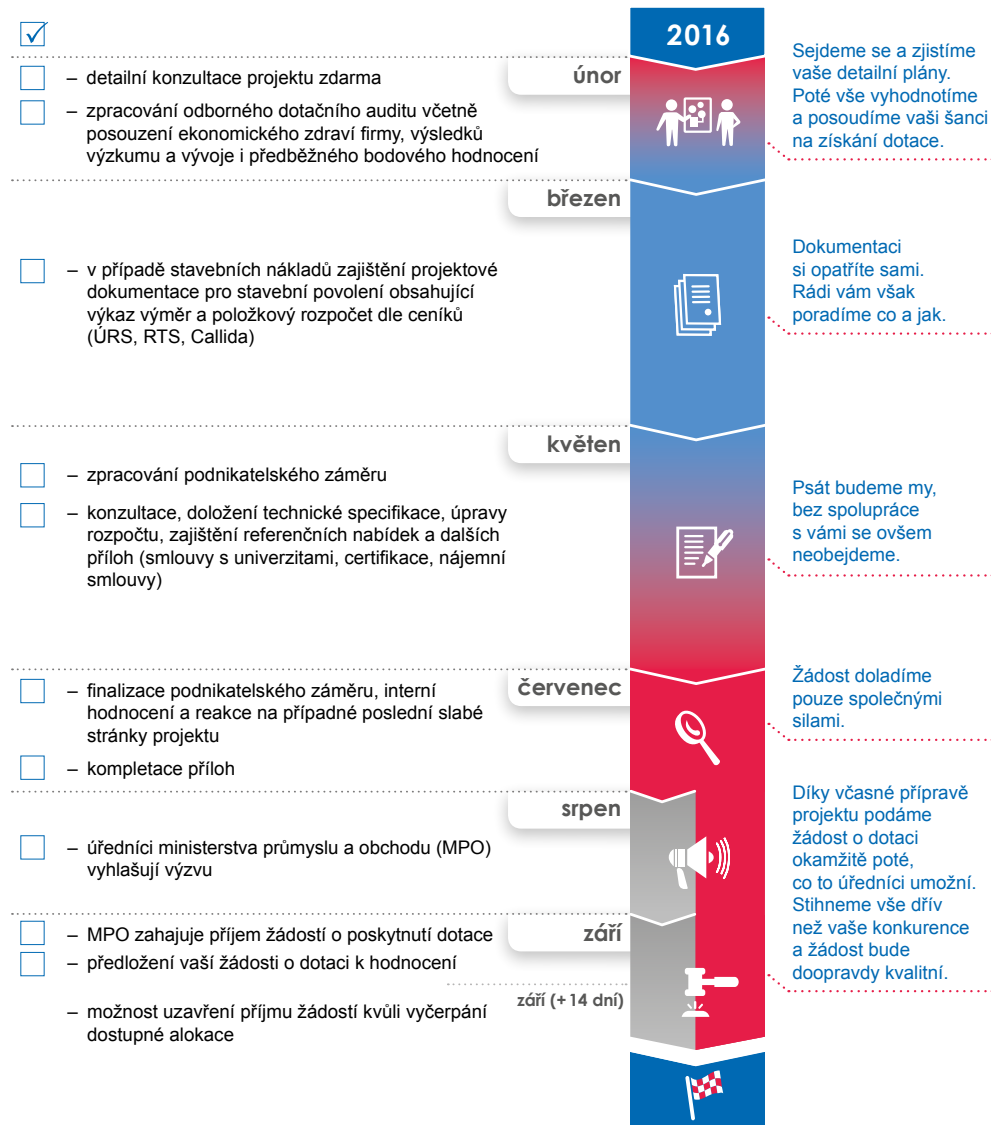 2016
únor
– detailní konzultace projektu zdarma
– zpracování odborného dotačního auditu včetně
posouzení ekonomického zdraví firmy, výsledků
výzkumu a vývoje i předběžného bodového hodnocení
Sejdeme se a zjistíme
vaše detailní plány.
Poté vše vyhodnotíme
a posoudíme vaši šanci
na získání dotace.
březen
– v případě stavebních nákladů zajištění projektové
dokumentace pro stavební povolení obsahující
výkaz výměr a položkový rozpočet dle ceníků
(ÚRS, RTS, Callida)
Dokumentaci
si opatříte sami.
Rádi vám však
poradíme co a jak.
květen
– zpracování podnikatelského záměru
– konzultace, doložení technické specifikace, úpravy
rozpočtu, zajištění referenčních nabídek a dalších
příloh (smlouvy s univerzitami, certifikace, nájemní
smlouvy)
Psát budeme my,
bez spolupráce
s vámi se ovšem
neobejdeme.
červenec
– finalizace podnikatelského záměru, interní
hodnocení a reakce na případné poslední slabé
stránky projektu
– kompletace příloh
Žádost doladíme
pouze společnými
silami.
srpen
– úředníci ministerstva průmyslu a obchodu (MPO)
vyhlašují výzvu
Díky včasné přípravě
projektu podáme
žádost o dotaci
okamžitě poté,
co to úředníci umožní.
Stihneme vše dřív
než vaše konkurence
a žádost bude
doopravdy kvalitní.
září
– MPO zahajuje příjem žádostí o poskytnutí dotace
– předložení vaší žádosti o dotaci k hodnocení
září (+14 dní)
– možnost uzavření příjmu žádostí kvůli vyčerpání
dostupné alokace